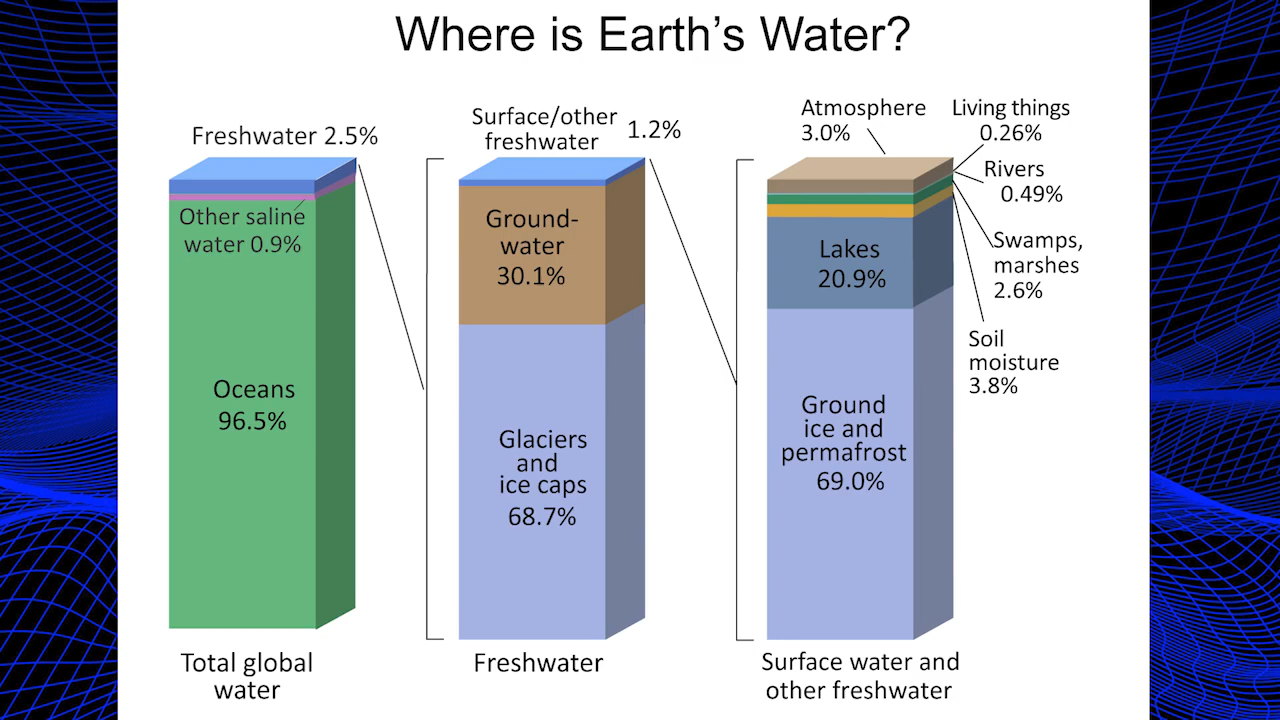 Where is Earth's Water?
Freshwater 2.5%
Other saline
water 0.9%
Oceans
96.5%
Total global
water
Surface/other
freshwater
1.2%
Ground-
water
30.1%
Glaciers
and
ice caps
68.7%
Freshwater
Atmosphere
3.0%
Living things
0.26%
Rivers
0.49%
Swamps,
marshes
2.6%
Soil
moisture
3.8%
Lakes
20.9%
Ground
ice and
permafrost
69.0%
Surface water and
other freshwater